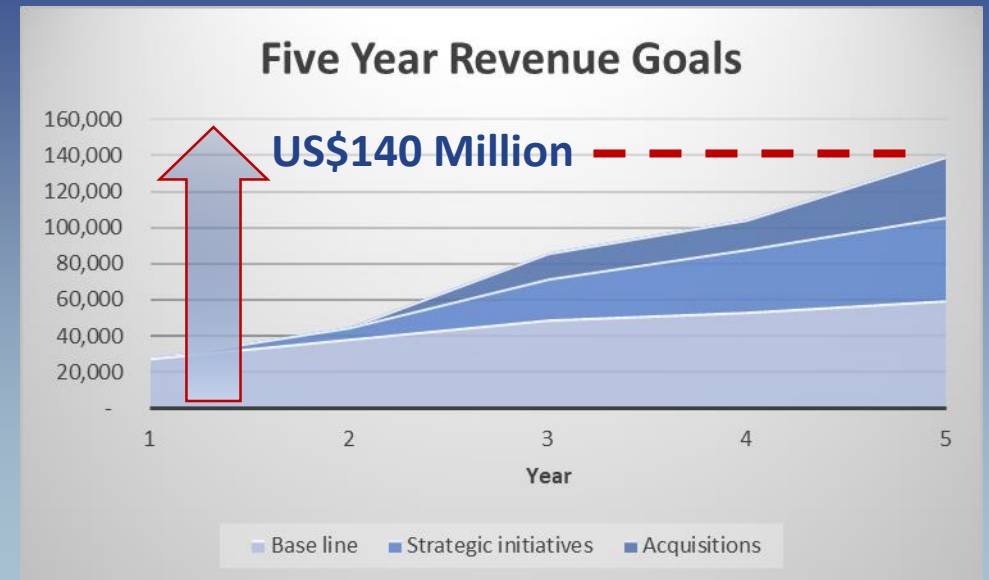 Five Year Revenue Goals
US$140 Million
160,000
140,000
120,000
100,000
80,000
60,000
40,000
20,000
-
1 2 3 4 5
Year
Base line Strategic initiatives Acquisitions